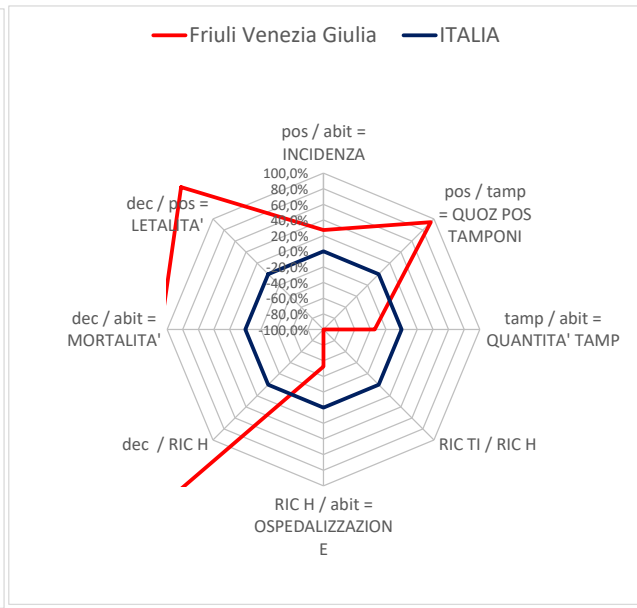 Friuli Venezia Giulia
ITALIA
pos / abit =
INCIDENZA
100,0%
80,0%
60,0%
40,0%
20,0%
0,0%
-20,0%
-40,0%
-60,0%
-80,0%
-100,0%
pos / tamp
= QUOZ POS
TAMPONI
tamp / abit =
QUANTITA' TAMP
RIC TI / RIC H
RIC H / abit =
OSPEDALIZZAZION
E
dec / RIC H
dec / abit =
MORTALITA'
dec / pos =
LETALITA'